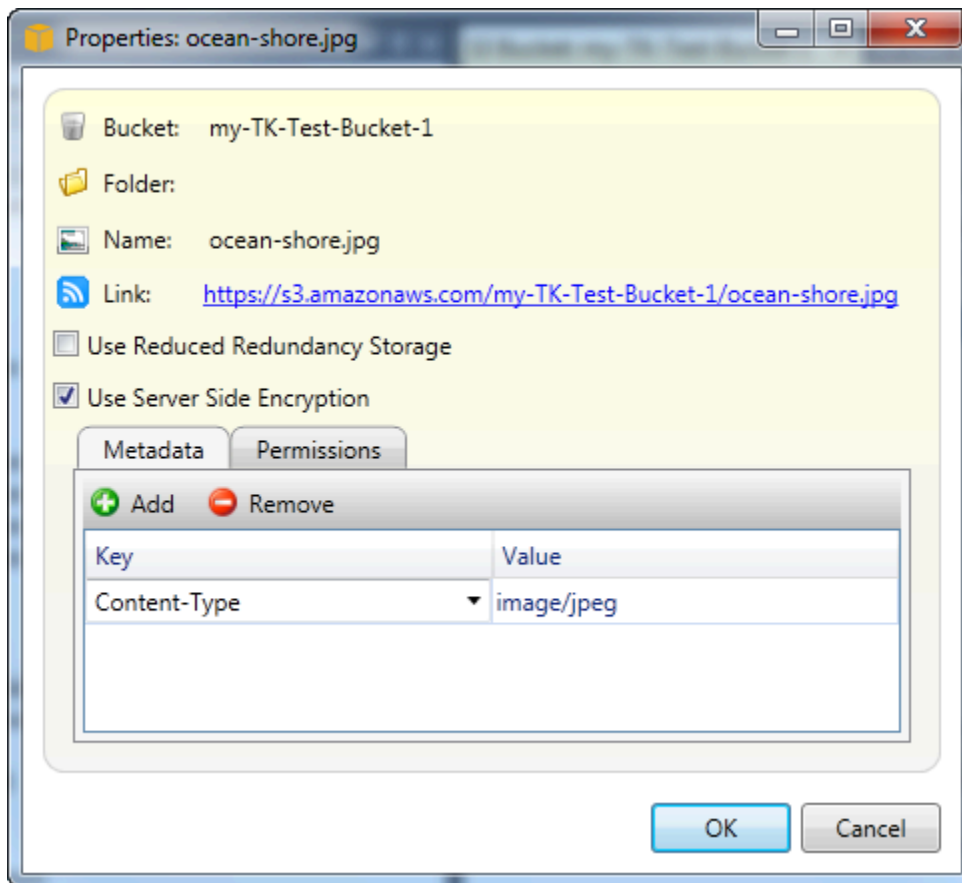 Properties: ocean-shore.jpg
Bucket: my-TK-Test-Bucket-1
Folder:
Name: ocean-shore.jpg
Link: https://s3.amazonaws.com/my-TK-Test-Bucket-1/ocean-shore.jpg
Use Reduced Redundancy Storage
Use Server Side Encryption
Metadata Permissions
Add Remove
Key Value
Content-Type image/jpeg
OK Cancel